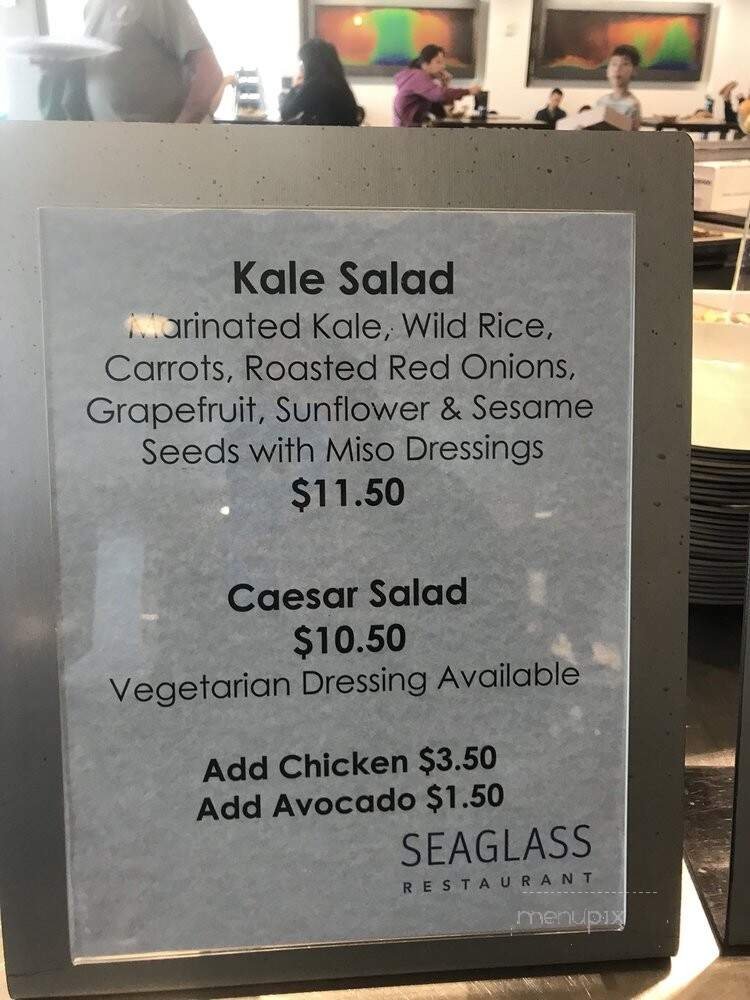 Kale Salad
Marinated Kale, Wild Rice,
Carrots, Roasted Red Onions,
Grapefruit, Sunflower & Sesame
Seeds with Miso Dressings
$11.50
Caesar Salad
$10.50
Vegetarian Dressing Available
Add Chicken $3.50
Add Avocado $1.50
SEAGLASS
RESTAURANT
menupix